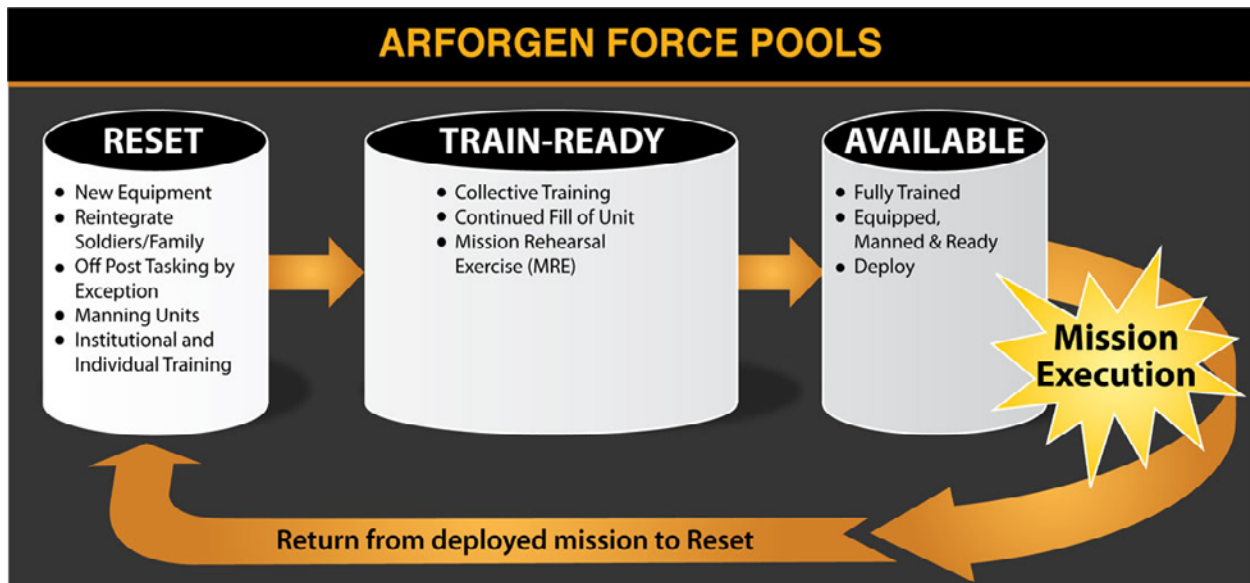 ARFORGEN FORCE POOLS
RESET
• New Equipment
• Reintegrate
Soldiers/Family
• Off Post Tasking by
Exception
• Manning Units
• Institutional and
Individual Training
TRAIN-READY
• Collective Training
• Continued Fill of Unit
• Mission Rehearsal
Exercise (MRE)
AVAILABLE
• Fully Trained
• Equipped,
Manned & Ready
• Deploy
Mission
Execution
Return from deployed mission to Reset